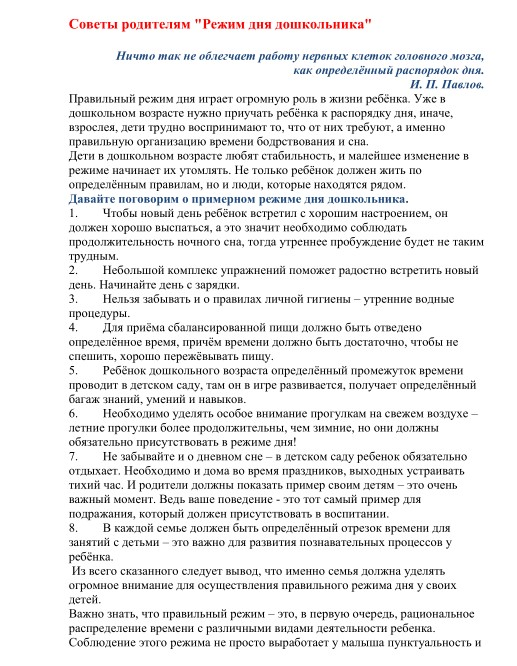 Советы родителям "Режим дня дошкольника"
Ничто так не облегчает работу нервных клеток головного мозга,
как определённый распорядок дня.
И. П. Павлов.
Правильный режим дня играет огромную роль в жизни ребёнка. Уже в
дошкольном возрасте нужно приучать ребёнка к распорядку дня, иначе,
взрослея, дети трудно воспринимают то, что от них требуют, а именно
правильную организацию времени бодрствования и сна.
Дети в дошкольном возрасте любят стабильность, и малейшее изменение в
режиме начинает их утомлять. Не только ребёнок должен жить по
определённым правилам, но и люди, которые находятся рядом.
Давайте поговорим о примерном режиме дня дошкольника.
1. Чтобы новый день ребёнок встретил с хорошим настроением, он
должен хорошо выспаться, а это значит необходимо соблюдать
продолжительность ночного сна, тогда утреннее пробуждение будет не таким
трудным.
2. Небольшой комплекс упражнений поможет радостно встретить новый
день. Начинайте день с зарядки.
3. Нельзя забывать и о правилах личной гигиены – утренние водные
процедуры.
4. Для приёма сбалансированной пищи должно быть отведено
определённое время, причём времени должно быть достаточно, чтобы не
спешить, хорошо пережёвывать пищу.
5. Ребёнок дошкольного возраста определённый промежуток времени
проводит в детском саду, там он в игре развивается, получает определённый
багаж знаний, умений и навыков.
6. Необходимо уделять особое внимание прогулкам на свежем воздухе –
летние прогулки более продолжительны, чем зимние, но они должны
обязательно присутствовать в режиме дня!
7. Не забывайте и о дневном сне – в детском саду ребенок обязательно
отдыхает. Необходимо и дома во время праздников, выходных устраивать
тихий час. И родители должны показать пример своим детям – это очень
важный момент. Ведь ваше поведение - это тот самый пример для
подражания, который должен присутствовать в воспитании.
8. В каждой семье должен быть определённый отрезок времени для
занятий с детьми – это важно для развития познавательных процессов у
ребёнка.
Из всего сказанного следует вывод, что именно семья должна уделять
огромное внимание для осуществления правильного режима дня у своих
детей.
Важно знать, что правильный режим – это, в первую очередь, рациональное
распределение времени с различными видами деятельности ребенка.
Соблюдение этого режима не просто выработает у малыша пунктуальность и